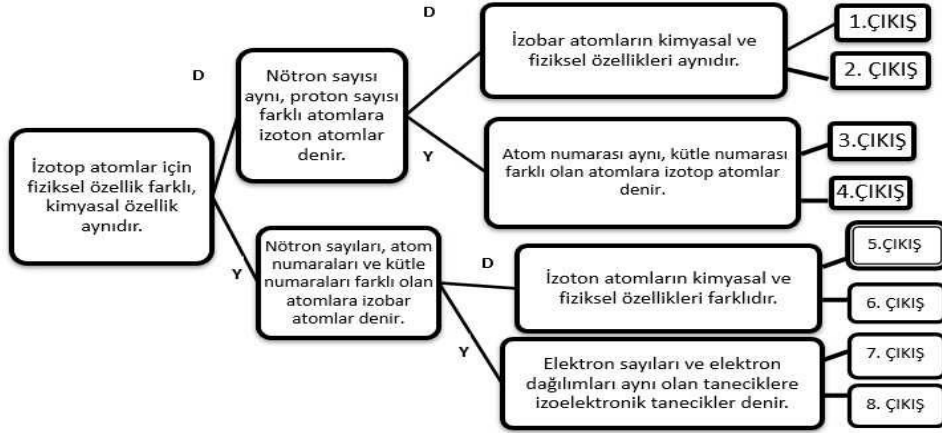 D
İzobar atomların kimyasal ve
fiziksel özellikleri aynıdır.
1.ÇIKIŞ
2. ÇIKIŞ
D
Nötron sayısı
aynı, proton sayısı
farklı atomlara
izoton atomlar
denir.
Y
Atom numarası aynı, kütle numarası
farklı olan atomlara izotop atomlar
denir.
3.ÇIKIŞ
4.ÇIKIŞ
İzotop atomlar için
fiziksel özellik farklı,
kimyasal özellik
aynıdır.
Y
Nötron sayıları, atom
numaraları ve kütle
numaraları farklı olan
atomlara izobar
atomlar denir.
D
İzoton atomların kimyasal ve
fiziksel özellikleri farklıdır.
5.ÇIKIŞ
6. ÇIKIŞ
Y
Elektron sayıları ve elektron
dağılımları aynı olan taneciklere
izoelektronik tanecikler denir.
7. ÇIKIŞ
8. ÇIKIŞ